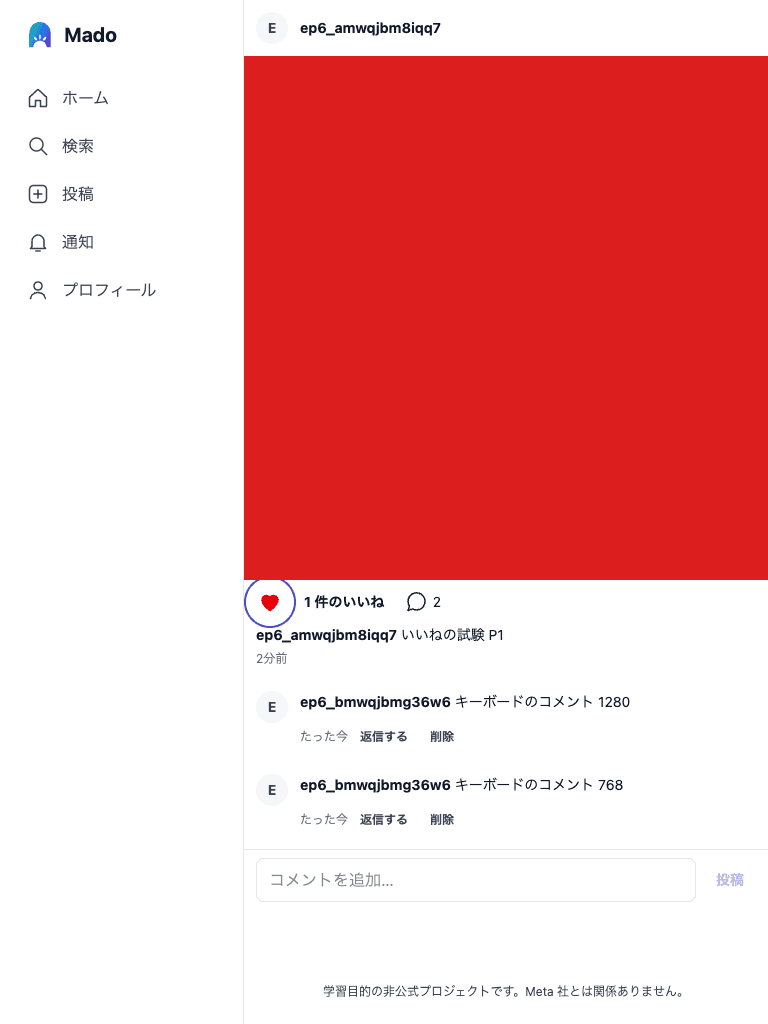 Mado
ホーム
検索
投稿
通知
プロフィール
E ep6_amwqjbm8iqq7
1 件のいいね 2
ep6_amwqjbm8iqq7 いいねの試験 P1
2分前
E ep6_bmwqjbmg36w6 キーボードのコメント 1280
たった今 返信する 削除
E ep6_bmwqjbmg36w6 キーボードのコメント 768
たった今 返信する 削除
コメントを追加... 投稿
学習目的の非公式プロジェクトです。Meta 社とは関係ありません。